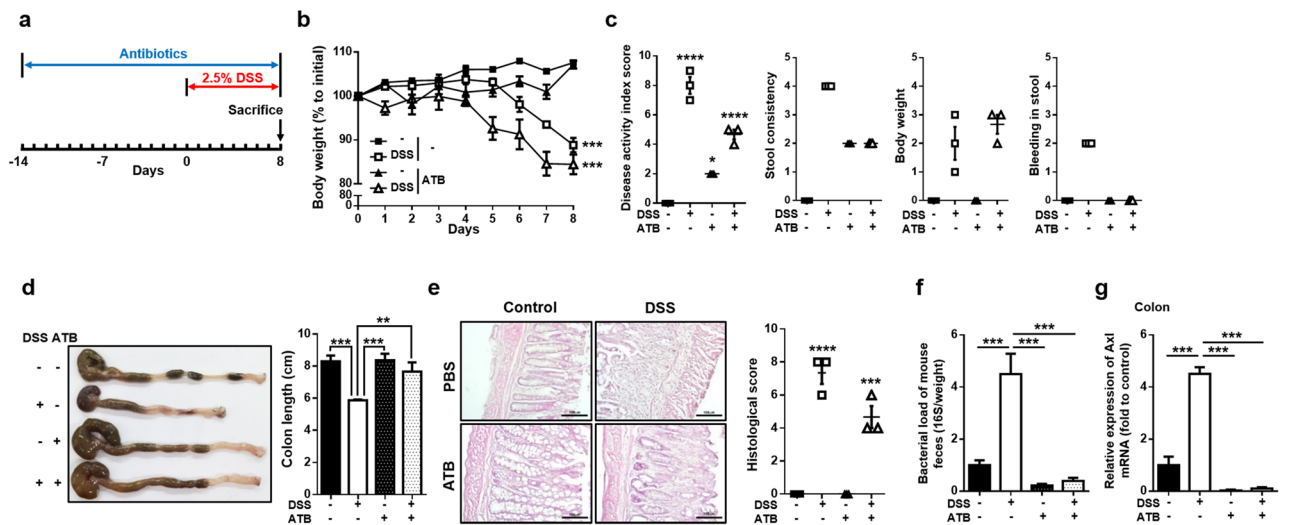 a
Antibiotics
2.5% DSS
Sacrifice
-14 -7 0 8
Days
b
Body weight (% to initial)
110
100
90
80
80
0
0 1 2 3 4 5 6 7 8
Days
-
DSS
-
-
DSS
ATB
***
***
c
Disease activity index score
10
8
6
4
2
0
****
*
****
DSS - + - +
ATB - - + +
Stool consistency
5
4
3
2
1
0
DSS - + - +
ATB - - + +
Body weight
5
4
3
2
1
0
DSS - + - +
ATB - - + +
Bleeding in stool
5
4
3
2
1
0
DSS - + - +
ATB - - + +
d
DSS ATB
- -
+ -
- +
+ +
Colon length (cm)
10
8
6
4
2
0
**
*** ***
DSS - + - +
ATB - - + +
e
Control DSS
PBS
ATB
Histological score
10
8
6
4
2
0
****
***
DSS - + - +
ATB - - + +
f
Bacterial load of mouse
feces (16S/weight)
6
4
2
0
***
*** ***
DSS - + - +
ATB - - + +
g
Colon
Relative expression of Axl
mRNA (fold to control)
6
4
2
0
***
*** ***
DSS - + - +
ATB - - + +